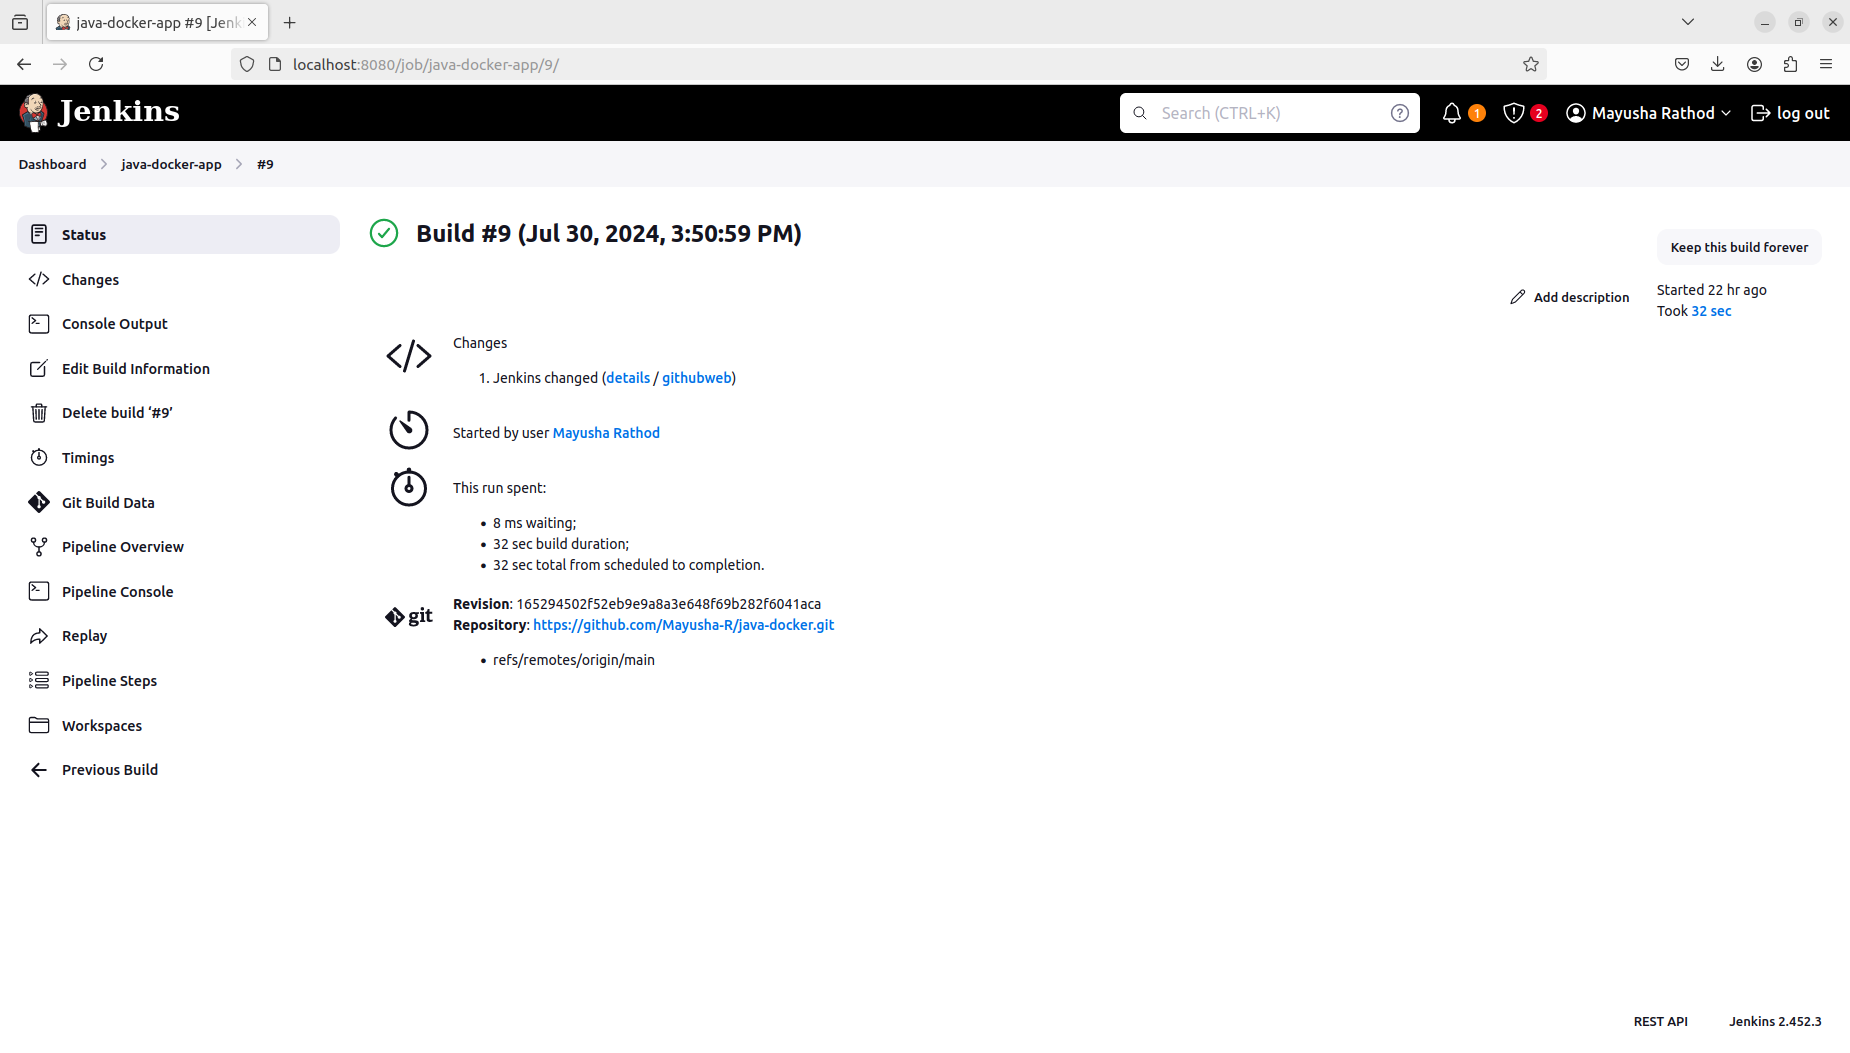 java-docker-app #9 [Jenk
localhost:8080/job/java-docker-app/9/
Jenkins
Search (CTRL+K)
1
2
Mayusha Rathod
log out
Dashboard
java-docker-app
#9
Status
Changes
Console Output
Edit Build Information
Delete build ‘#9’
Timings
Git Build Data
Pipeline Overview
Pipeline Console
Replay
Pipeline Steps
Workspaces
Previous Build
Build #9 (Jul 30, 2024, 3:50:59 PM)
Keep this build forever
Add description
Started 22 hr ago
Took 32 sec
Changes
1. Jenkins changed (details / githubweb)
Started by user Mayusha Rathod
This run spent:
• 8 ms waiting;
• 32 sec build duration;
• 32 sec total from scheduled to completion.
git
Revision: 165294502f52eb9e9a8a3e648f69b282f6041aca
Repository: https://github.com/Mayusha-R/java-docker.git
• refs/remotes/origin/main
REST API
Jenkins 2.452.3